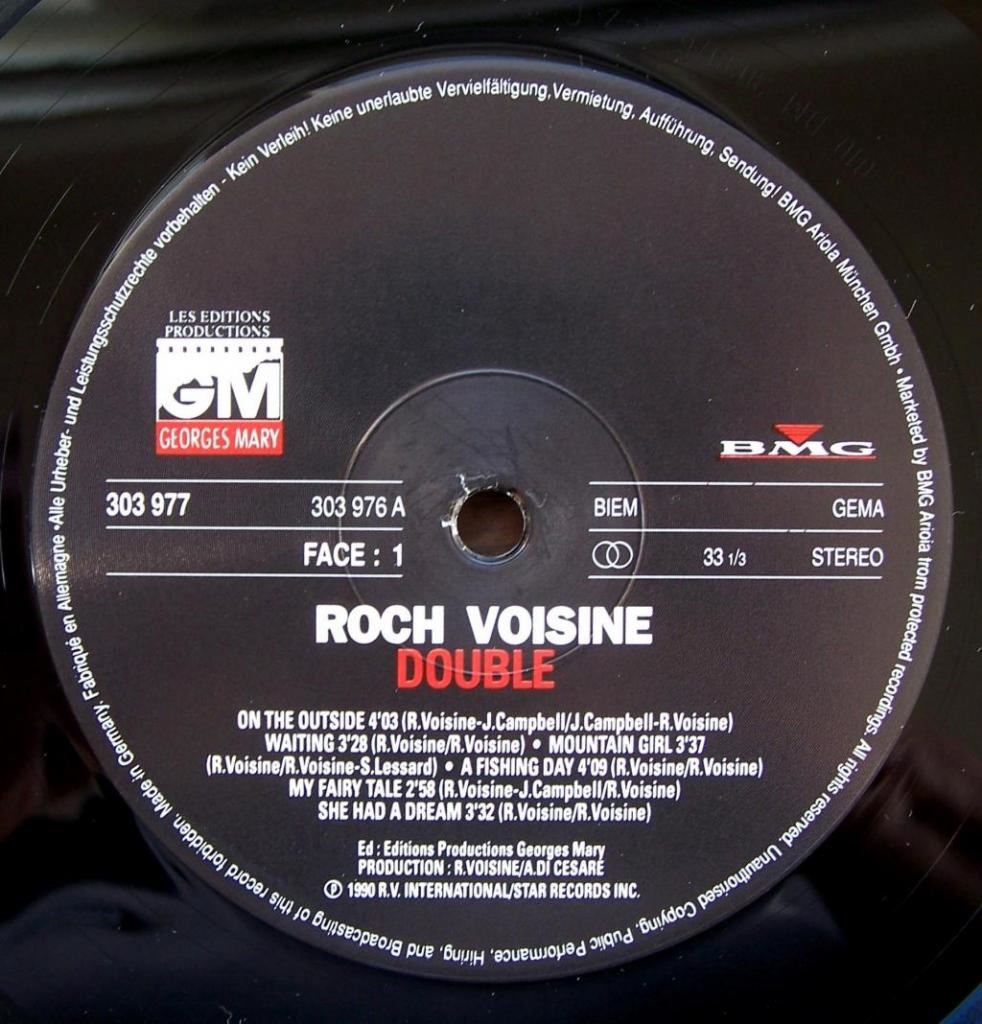 Fabriqué en Allemagne • Alle Urheber- und Leistungsschutzrechte vorbehalten - Kein Verleih! Keine unerlaubte Vervielfältigung, Vermietung, Aufführung, Sendung! BMG Ariola München Gmbh • Marketed by BMG Ariola from protected recordings. All rights reserved. Unauthorised Copying, Public Performance, Hiring, and Broadcasting of this record forbidden. Made in Germany.
LES EDITIONS
PRODUCTIONS
GM
GEORGES MARY
BMG
303 977 303 976 A
FACE : 1
BIEM GEMA
33 1/3 STEREO
ROCH VOISINE
DOUBLE
ON THE OUTSIDE 4'03 (R.Voisine-J.Campbell/J.Campbell-R.Voisine)
WAITING 3'28 (R.Voisine/R.Voisine) • MOUNTAIN GIRL 3'37
(R.Voisine/R.Voisine-S.Lessard) • A FISHING DAY 4'09 (R.Voisine/R.Voisine)
MY FAIRY TALE 2'58 (R.Voisine-J.Campbell/R.Voisine)
SHE HAD A DREAM 3'32 (R.Voisine/R.Voisine)
Ed : Editions Productions Georges Mary
PRODUCTION : R.VOISINE/A.DI CESARE
℗ 1990 R.V. INTERNATIONAL/STAR RECORDS INC.